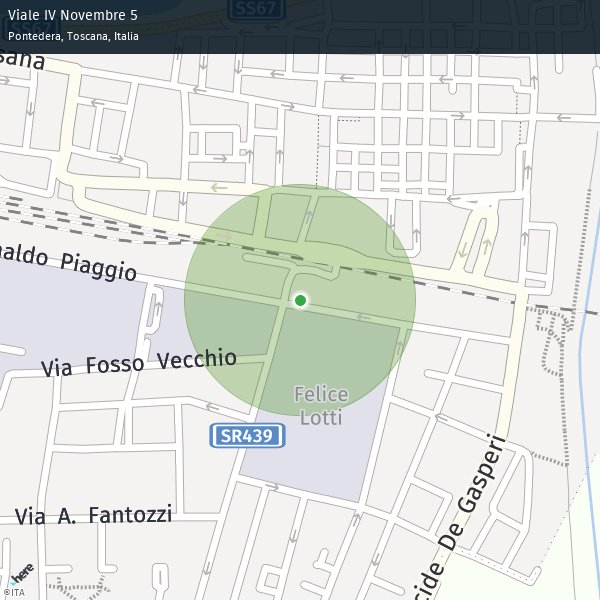 Viale IV Novembre 5
Pontedera, Toscana, Italia
SS67
SS67
sana
naldo Piaggio
Via Fosso Vecchio
Felice
Lotti
SR439
Via A. Fantozzi
cide De Gasperi
here
©ITA